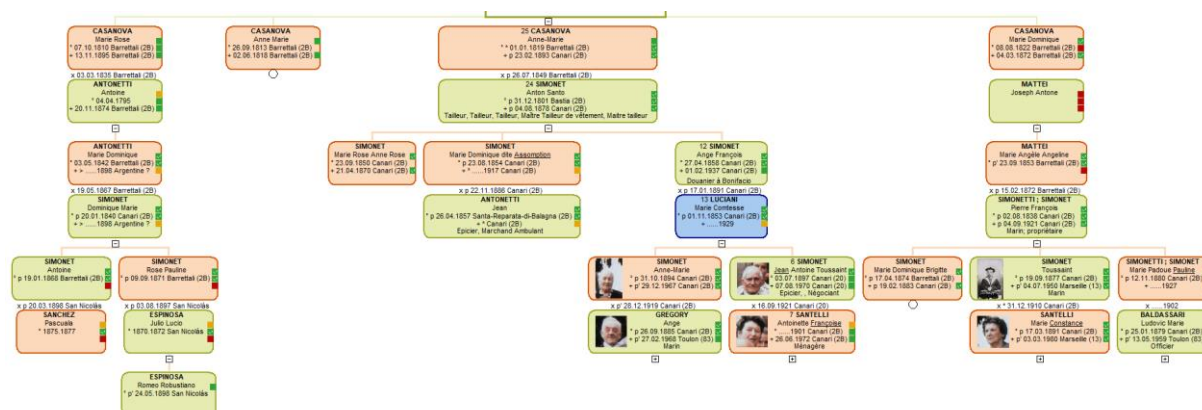 CASANOVA
Marie Rose
* 07.10.1810 Barrettali (2B)
+ 13.11.1895 Barrettali (2B)
x 03.03.1835 Barrettali (2B)
ANTONETTI
Antoine
* 04.04.1795
+ 20.11.1874 Barrettali (2B)
ANTONETTI
Marie Dominique
* 03.05.1842 Barrettali (2B)
+ > ......1898 Argentine ?
x 19.05.1867 Barrettali (2B)
SIMONET
Dominique Marie
* p 20.01.1840 Canari (2B)
+ > ......1898 Argentine ?
SIMONET
Antoine
* p 19.01.1868 Barrettali (2B)
x p 20.03.1898 San Nicolás
SANCHEZ
Pascuala
* 1875.1877
SIMONET
Rose Pauline
* p 09.09.1871 Barrettali (2B)
x p 03.08.1897 San Nicolás
ESPINOSA
Julio Lucio
* 1870.1872 San Nicolás
ESPINOSA
Romeo Robustiano
* p' 24.05.1898 San Nicolás
CASANOVA
Anne Marie
* 26.09.1813 Barrettali (2B)
+ 02.06.1818 Barrettali (2B)
25 CASANOVA
Anne-Marie
* ^ 01.01.1819 Barrettali (2B)
+ p 23.02.1893 Canari (2B)
x p 26.07.1849 Barrettali (2B)
24 SIMONET
Anton Santo
* p 31.12.1801 Bastia (2B)
+ p 04.08.1878 Canari (2B)
Tailleur, Tailleur, Tailleur, Maître Tailleur de vêtement, Maitre tailleur
SIMONET
Marie Rose Anne Rose
* 23.09.1850 Canari (2B)
+ 21.04.1870 Canari (2B)
SIMONET
Marie Dominique dite Assomption
* p 23.08.1854 Canari (2B)
+ ^ ......1917 Canari (2B)
x p 22.11.1886 Canari (2B)
ANTONETTI
Jean
* p 26.04.1857 Santa-Reparata-di-Balagna (2B)
+ ^ Canari (2B)
Epicier, Marchand Ambulant
12 SIMONET
Ange François
* 27.04.1858 Canari (2B)
+ 01.02.1937 Canari (2B)
Douanier à Bonifacio
x p 17.01.1891 Canari (2B)
13 LUCIANI
Marie Comtesse
* p 01.11.1853 Canari (2B)
+ ......1929
SIMONET
Anne-Marie
* p 31.10.1894 Canari (2B)
+ p' 29.12.1967 Canari (2B)
x p' 26.12.1919 Canari (2B)
GREGORY
Ange
* p 26.09.1885 Canari (2B)
+ p' 27.02.1968 Toulon (83)
Marin
6 SIMONET
Jean Antoine Toussaint
* 03.07.1897 Canari (20)
+ 07.08.1970 Canari (20)
Epicier, , Négociant
x 16.09.1921 Canari (20)
7 SANTELLI
Antoinette Françoise
* ......1901 Canari (2B)
+ 26.06.1972 Canari (2B)
Ménagère
CASANOVA
Marie Dominique
* 08.08.1822 Barrettali (2B)
+ 04.03.1872 Barrettali (2B)
MATTEI
Joseph Antone
MATTEI
Marie Angèle Angeline
* p' 23.09.1853 Barrettali (2B)
x p 15.02.1872 Barrettali (2B)
SIMONETTI ; SIMONET
Pierre François
* p 02.08.1838 Canari (2B)
+ p 04.09.1921 Canari (2B)
Marin, propriétaire
SIMONET
Marie Dominique Brigitte
* p 17.04.1874 Barrettali (2B)
+ p 19.02.1883 Canari (2B)
SIMONET
Toussaint
* p 19.09.1877 Canari (2B)
+ p' 04.07.1950 Marseille (13)
Marin
x ^ 31.12.1910 Canari (2B)
SANTELLI
Marie Constance
* p 17.03.1891 Canari (2B)
+ p' 03.03.1980 Marseille (13)
SIMONETTI ; SIMONET
Marie Padoue Pauline
* p 12.11.1880 Canari (2B)
+ ......1927
x ......1902
BALDASSARI
Ludovic Marie
* p 25.01.1879 Canari (2B)
+ p' 13.05.1959 Toulon (83)
Officier